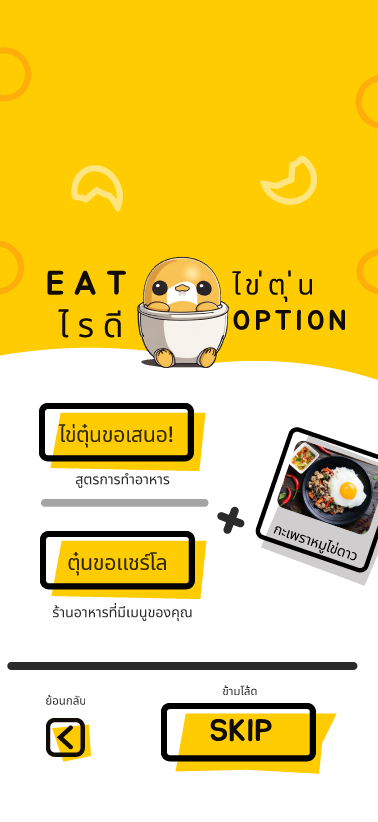 EAT
ไรดี
ไข่ตุ่น
OPTION
ไข่ตุ๋นขอเสนอ!
สูตรการทำอาหาร
กะเพราหมูไข่ดาว
ตุ๋นขอแชร์โล
ร้านอาหารที่มีเมนูของคุณ
ย้อนกลับ
ข้ามโล้ด
SKIP